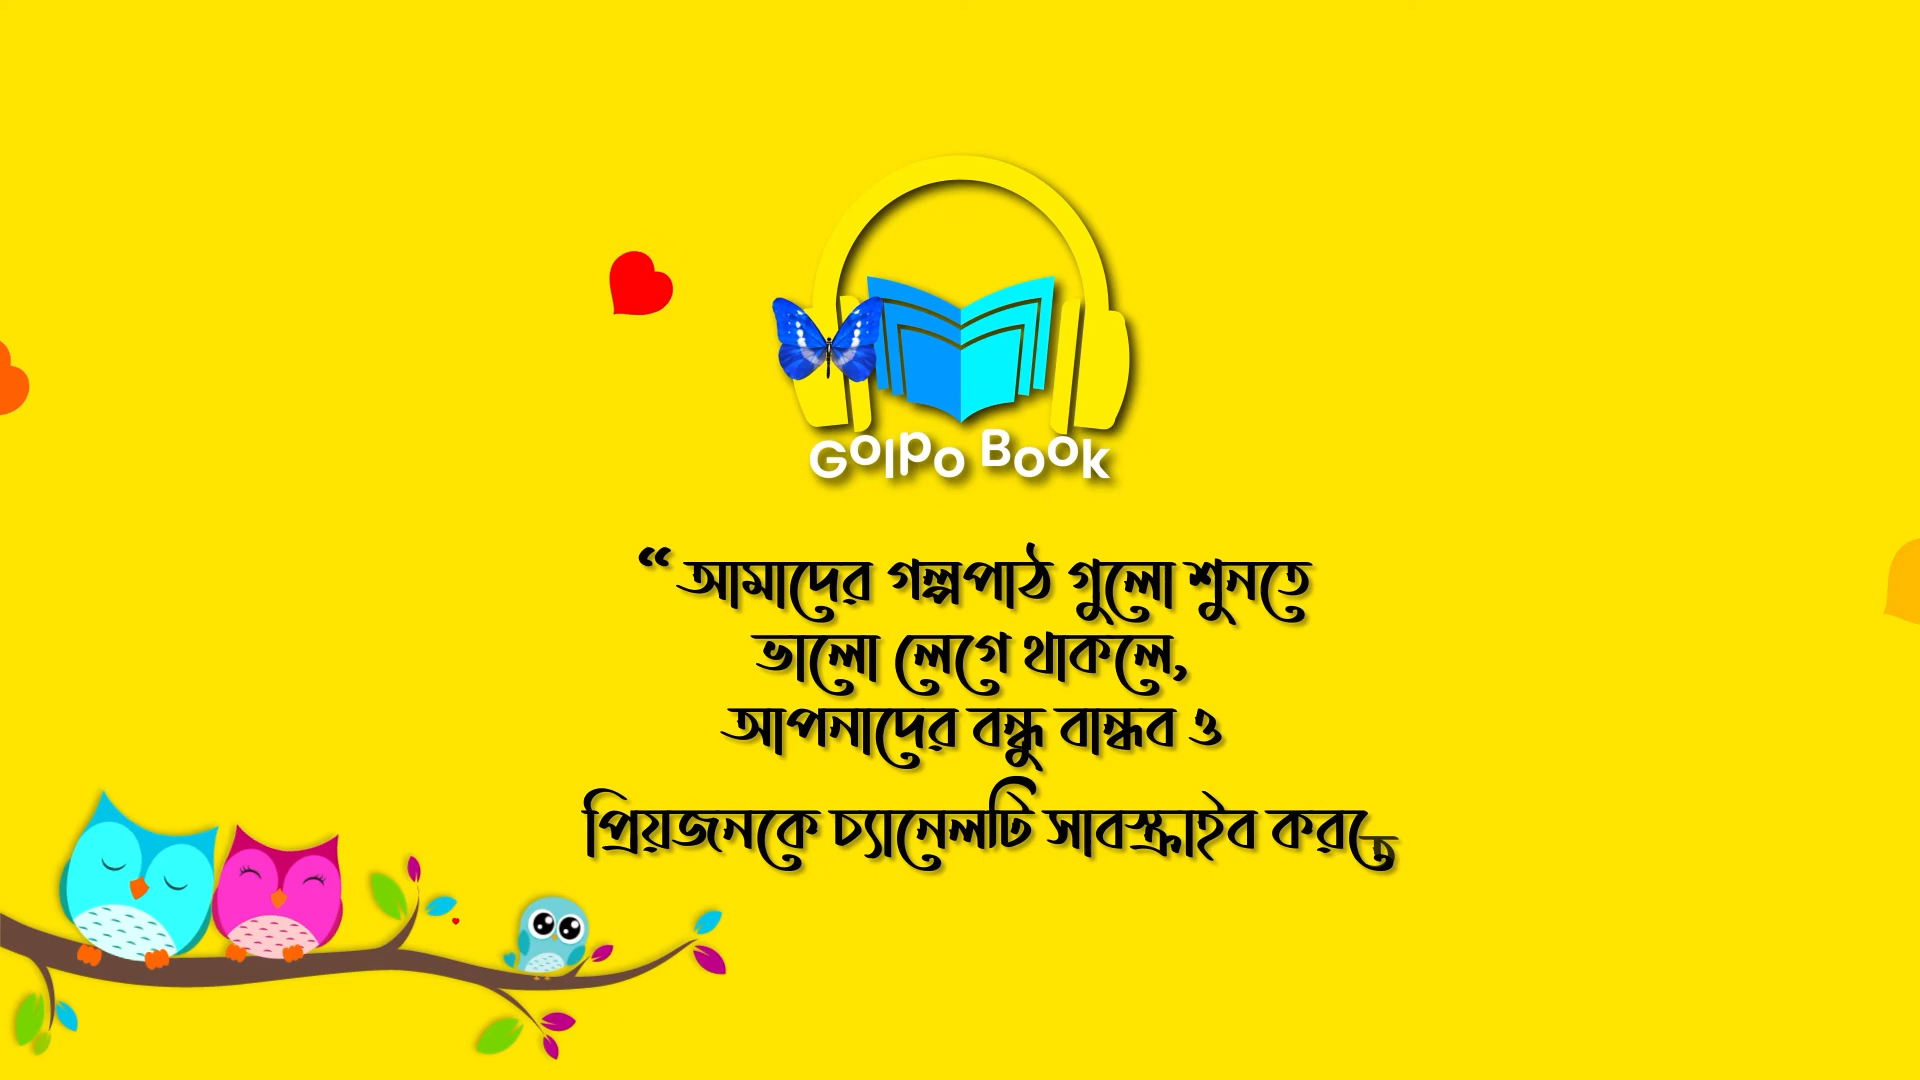 Golpo Book
“আমাদের গল্পপাঠ গুলো শুনতে
ভালো লেগে থাকলে,
আপনাদের বন্ধু বান্ধব ও
প্রিয়জনকে চ্যানেলটি সাবস্ক্রাইব করতে